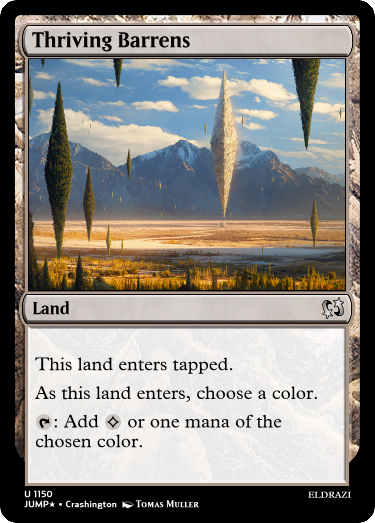 Thriving Barrens
Land
This land enters tapped.
As this land enters, choose a color.
: Add or one mana of the
chosen color.
U 1150
JUMP★ • Crashington TOMAS MULLER
ELDRAZI